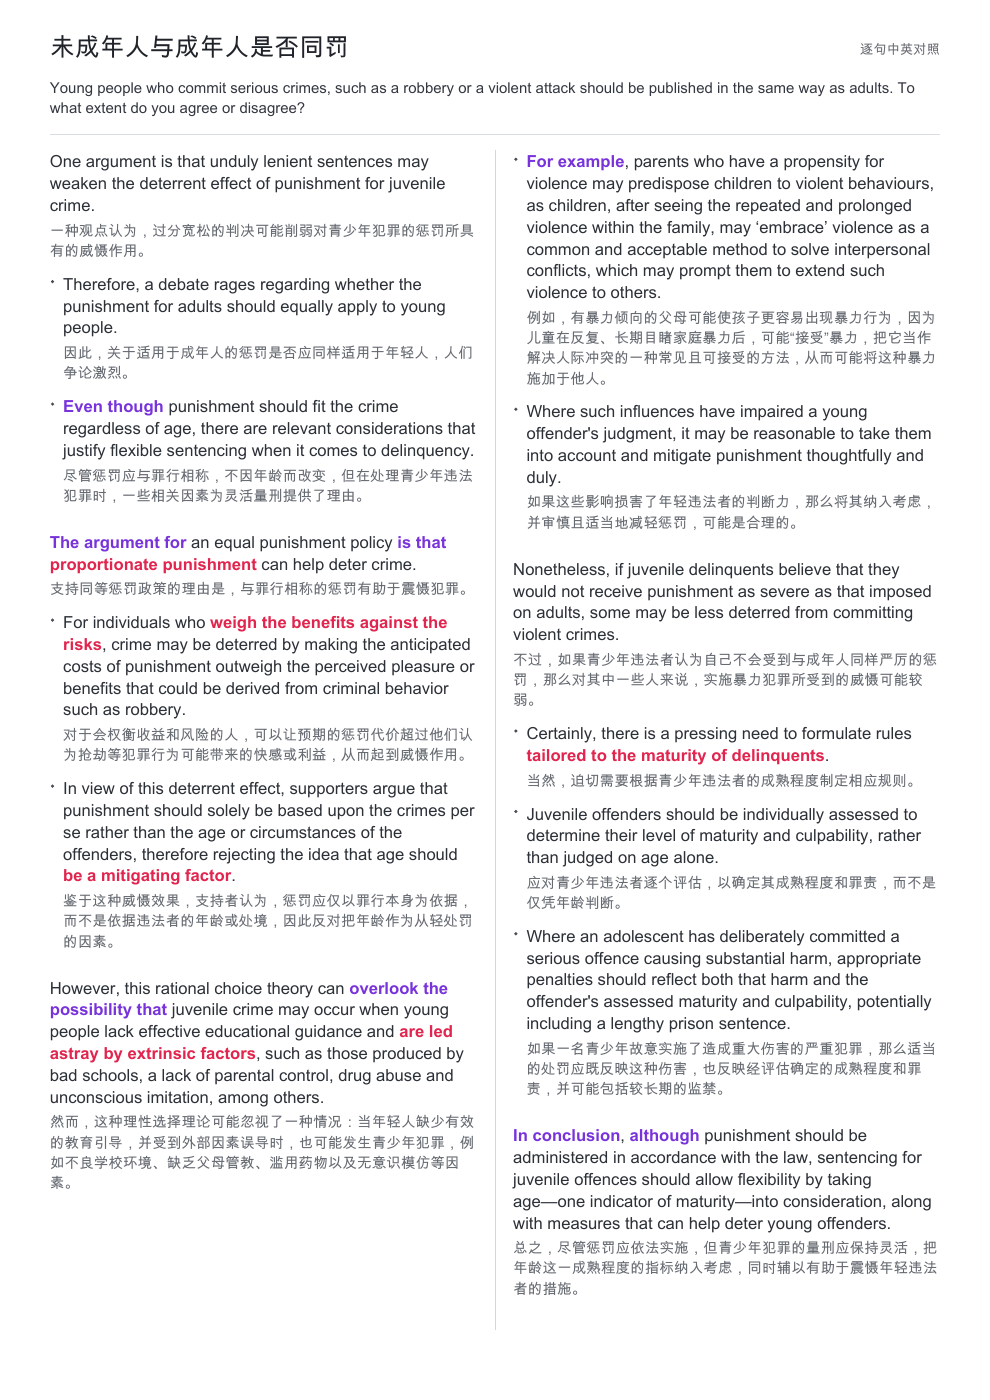 未成年人与成年人是否同罚
逐句中英对照
Young people who commit serious crimes, such as a robbery or a violent attack should be published in the same way as adults. To
what extent do you agree or disagree?
One argument is that unduly lenient sentences may
weaken the deterrent effect of punishment for juvenile
crime.
一种观点认为，过分宽松的判决可能削弱对青少年犯罪的惩罚所具
有的威慑作用。
• Therefore, a debate rages regarding whether the
punishment for adults should equally apply to young
people.
因此，关于适用于成年人的惩罚是否应同样适用于年轻人，人们
争论激烈。
• Even though punishment should fit the crime
regardless of age, there are relevant considerations that
justify flexible sentencing when it comes to delinquency.
尽管惩罚应与罪行相称，不因年龄而改变，但在处理青少年违法
犯罪时，一些相关因素为灵活量刑提供了理由。
The argument for an equal punishment policy is that
proportionate punishment can help deter crime.
支持同等惩罚政策的理由是，与罪行相称的惩罚有助于震慑犯罪。
• For individuals who weigh the benefits against the
risks, crime may be deterred by making the anticipated
costs of punishment outweigh the perceived pleasure or
benefits that could be derived from criminal behavior
such as robbery.
对于会权衡收益和风险的人，可以让预期的惩罚代价超过他们认
为抢劫等犯罪行为可能带来的快感或利益，从而起到威慑作用。
• In view of this deterrent effect, supporters argue that
punishment should solely be based upon the crimes per
se rather than the age or circumstances of the
offenders, therefore rejecting the idea that age should
be a mitigating factor.
鉴于这种威慑效果，支持者认为，惩罚应仅以罪行本身为依据，
而不是依据违法者的年龄或处境，因此反对把年龄作为从轻处罚
的因素。
However, this rational choice theory can overlook the
possibility that juvenile crime may occur when young
people lack effective educational guidance and are led
astray by extrinsic factors, such as those produced by
bad schools, a lack of parental control, drug abuse and
unconscious imitation, among others.
然而，这种理性选择理论可能忽视了一种情况：当年轻人缺少有效
的教育引导，并受到外部因素误导时，也可能发生青少年犯罪，例
如不良学校环境、缺乏父母管教、滥用药物以及无意识模仿等因
素。
• For example, parents who have a propensity for
violence may predispose children to violent behaviours,
as children, after seeing the repeated and prolonged
violence within the family, may ‘embrace’ violence as a
common and acceptable method to solve interpersonal
conflicts, which may prompt them to extend such
violence to others.
例如，有暴力倾向的父母可能使孩子更容易出现暴力行为，因为
儿童在反复、长期目睹家庭暴力后，可能“接受”暴力，把它当作
解决人际冲突的一种常见且可接受的方法，从而可能将这种暴力
施加于他人。
• Where such influences have impaired a young
offender's judgment, it may be reasonable to take them
into account and mitigate punishment thoughtfully and
duly.
如果这些影响损害了年轻违法者的判断力，那么将其纳入考虑，
并审慎且适当地减轻惩罚，可能是合理的。
Nonetheless, if juvenile delinquents believe that they
would not receive punishment as severe as that imposed
on adults, some may be less deterred from committing
violent crimes.
不过，如果青少年违法者认为自己不会受到与成年人同样严厉的惩
罚，那么对其中一些人来说，实施暴力犯罪所受到的威慑可能较
弱。
• Certainly, there is a pressing need to formulate rules
tailored to the maturity of delinquents.
当然，迫切需要根据青少年违法者的成熟程度制定相应规则。
• Juvenile offenders should be individually assessed to
determine their level of maturity and culpability, rather
than judged on age alone.
应对青少年违法者逐个评估，以确定其成熟程度和罪责，而不是
仅凭年龄判断。
• Where an adolescent has deliberately committed a
serious offence causing substantial harm, appropriate
penalties should reflect both that harm and the
offender's assessed maturity and culpability, potentially
including a lengthy prison sentence.
如果一名青少年故意实施了造成重大伤害的严重犯罪，那么适当
的处罚应既反映这种伤害，也反映经评估确定的成熟程度和罪
责，并可能包括较长期的监禁。
In conclusion, although punishment should be
administered in accordance with the law, sentencing for
juvenile offences should allow flexibility by taking
age—one indicator of maturity—into consideration, along
with measures that can help deter young offenders.
总之，尽管惩罚应依法实施，但青少年犯罪的量刑应保持灵活，把
年龄这一成熟程度的指标纳入考虑，同时辅以有助于震慑年轻违法
者的措施。